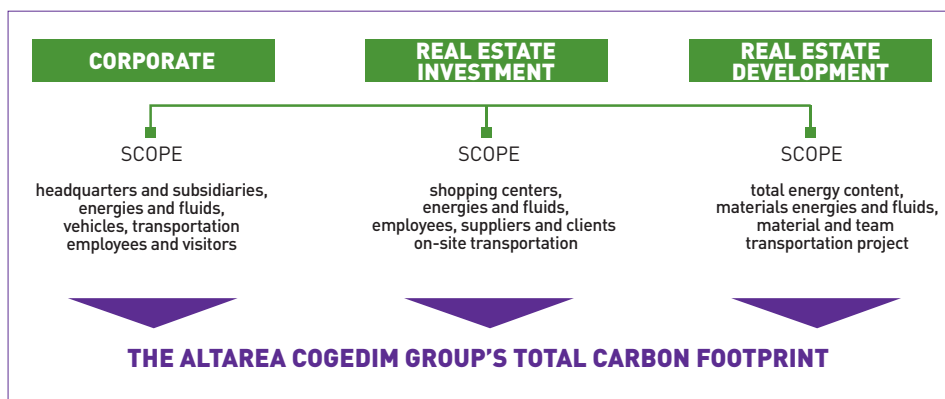 CORPORATE
REAL ESTATE
INVESTMENT
REAL ESTATE
DEVELOPMENT
SCOPE
headquarters and subsidiaries,
energies and fluids,
vehicles, transportation
employees and visitors
SCOPE
shopping centers,
energies and fluids,
employees, suppliers and clients
on-site transportation
SCOPE
total energy content,
materials energies and fluids,
material and team
transportation project
THE ALTAREA COGEDIM GROUP'S TOTAL CARBON FOOTPRINT